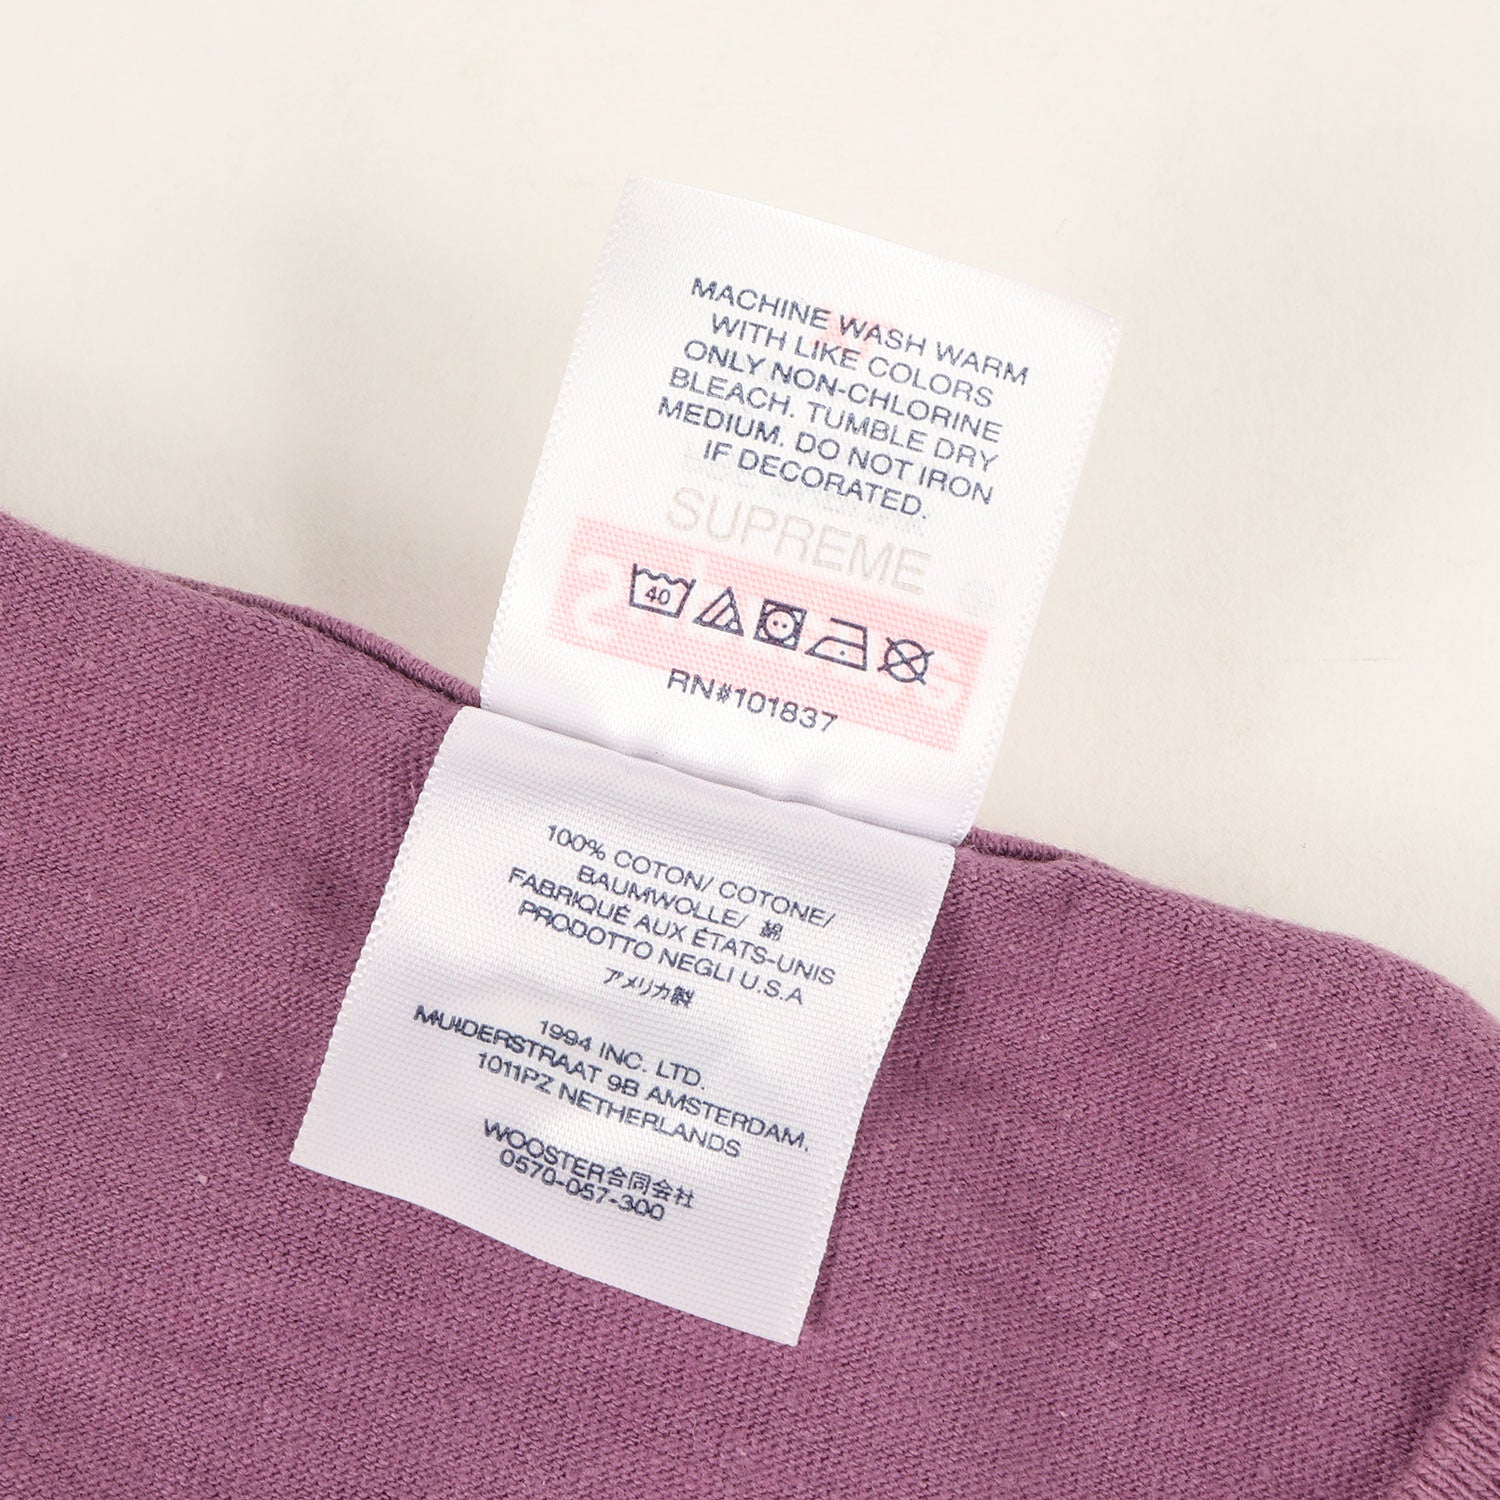 MACHINE WASH WARM
WITH LIKE COLORS
ONLY NON-CHLORINE
BLEACH. TUMBLE DRY
MEDIUM. DO NOT IRON
IF DECORATED.
SUPREME
40
RN#101837
100% COTON/ COTONE/
BAUMWOLLE/ 綿
FABRIQUÉ AUX ÉTATS-UNIS
PRODOTTO NEGLI U.S.A
アメリカ製
1994 INC. LTD.
MUIDERSTRAAT 9B AMSTERDAM,
1011PZ NETHERLANDS
WOOSTER合同会社
0570-057-300